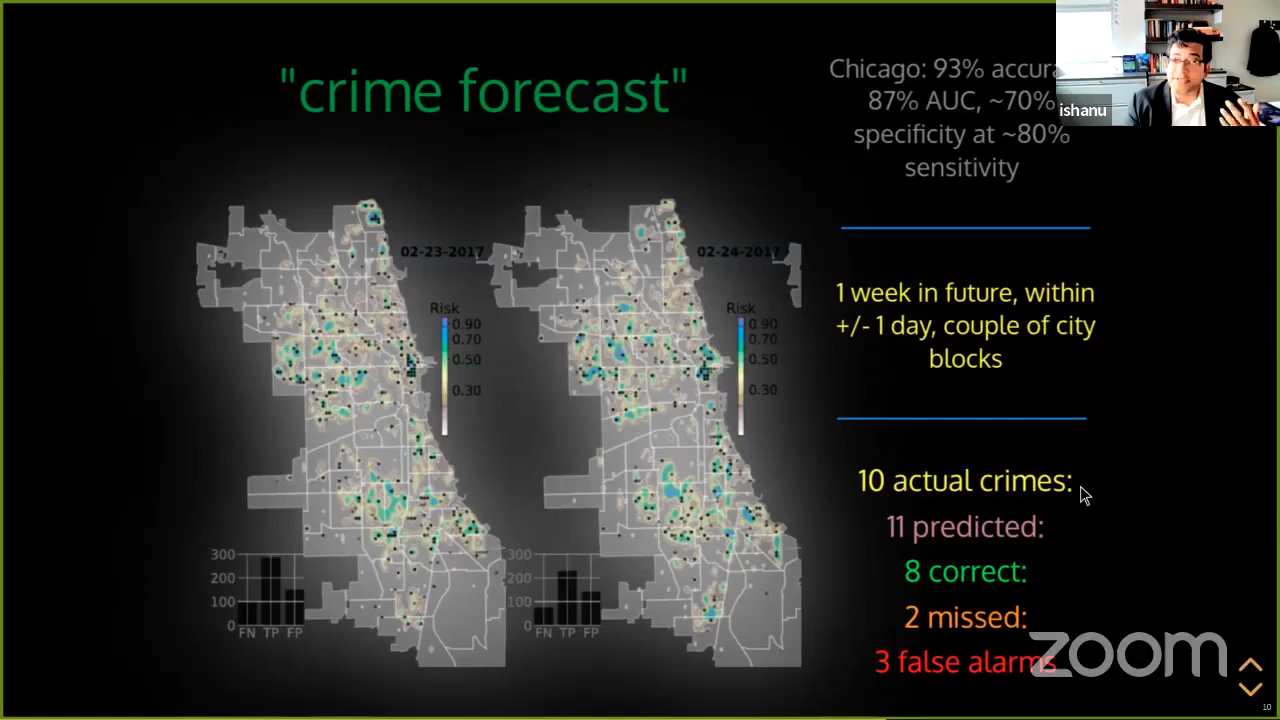 "crime forecast"
Chicago: 93% accura
87% AUC, ~70%
specificity at ~80%
sensitivity
ishanu
02-23-2017
02-24-2017
Risk
0.90
0.70
0.50
0.30
Risk
0.90
0.70
0.50
0.30
1 week in future, within
+/- 1 day, couple of city
blocks
10 actual crimes:
11 predicted:
8 correct:
2 missed:
3 false alarms
300
200
100
0
FN TP FP
300
200
100
0
FN TP FP
zoom
10